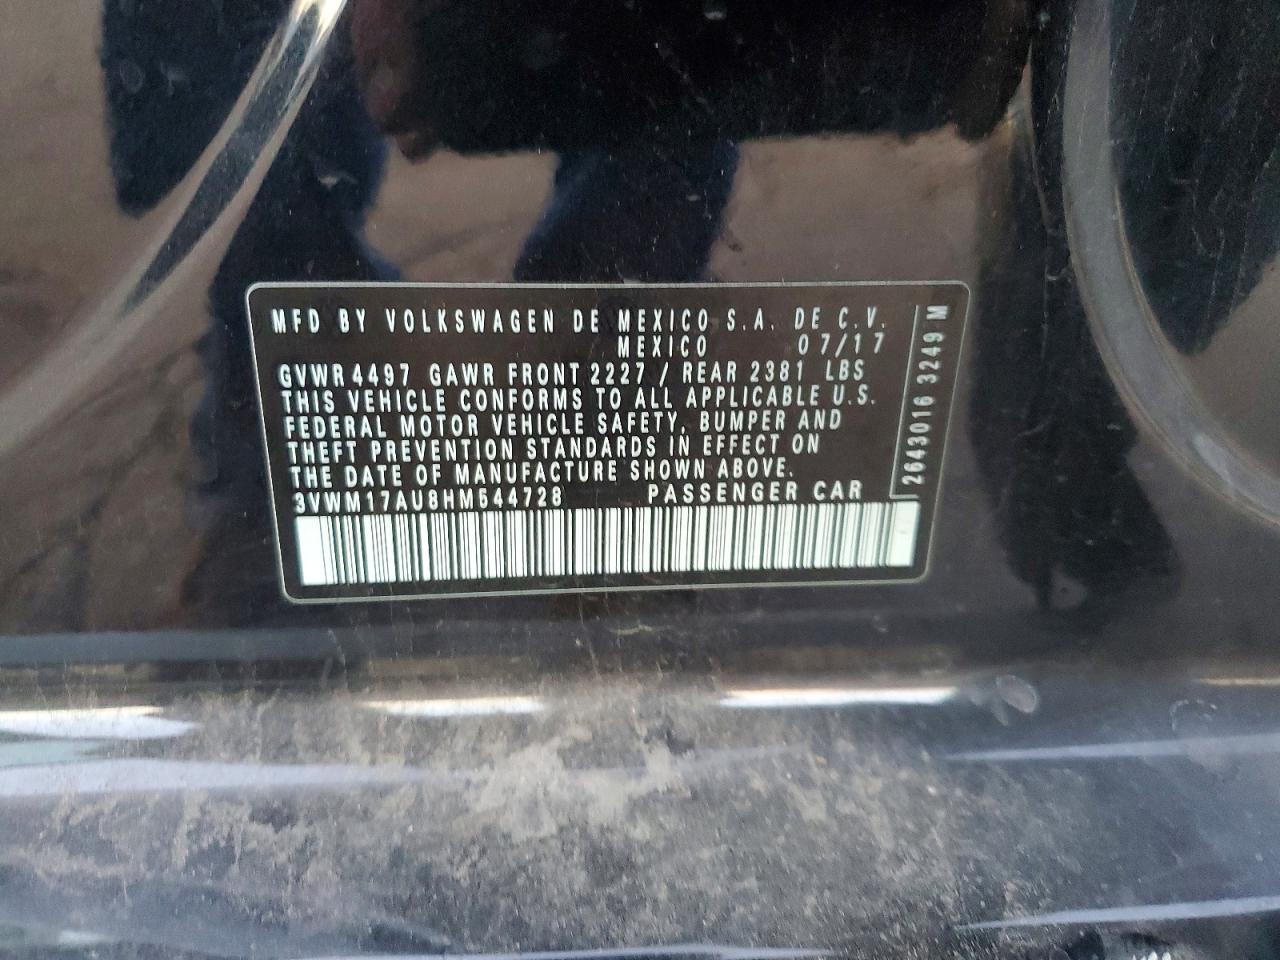 MFD BY VOLKSWAGEN DE MEXICO S.A. DE C.V.
MEXICO 07/17
GVWR 4497 GAWR FRONT 2227 / REAR 2381 LBS
THIS VEHICLE CONFORMS TO ALL APPLICABLE U.S.
FEDERAL MOTOR VEHICLE SAFETY, BUMPER AND
THEFT PREVENTION STANDARDS IN EFFECT ON
THE DATE OF MANUFACTURE SHOWN ABOVE.
3VWM17AU8HM544728 PASSENGER CAR
2643016 3249 M